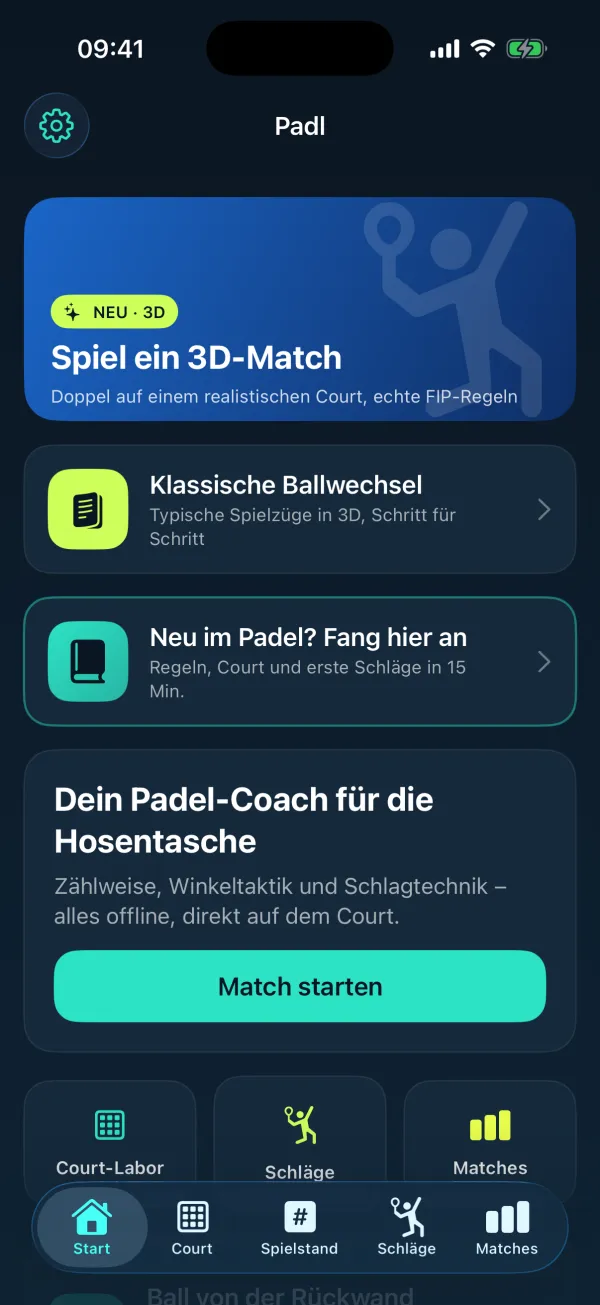 09:41
Padl
NEU · 3D
Spiel ein 3D-Match
Doppel auf einem realistischen Court, echte FIP-Regeln
Klassische Ballwechsel
Typische Spielzüge in 3D, Schritt für
Schritt
Neu im Padel? Fang hier an
Regeln, Court und erste Schläge in 15
Min.
Dein Padel-Coach für die
Hosentasche
Zählweise, Winkeltaktik und Schlagtechnik –
alles offline, direkt auf dem Court.
Match starten
Court-Labor
Schläge
Matches
#
Start
Court
Spielstand
Schläge
Matches
Ball von der Rückwand